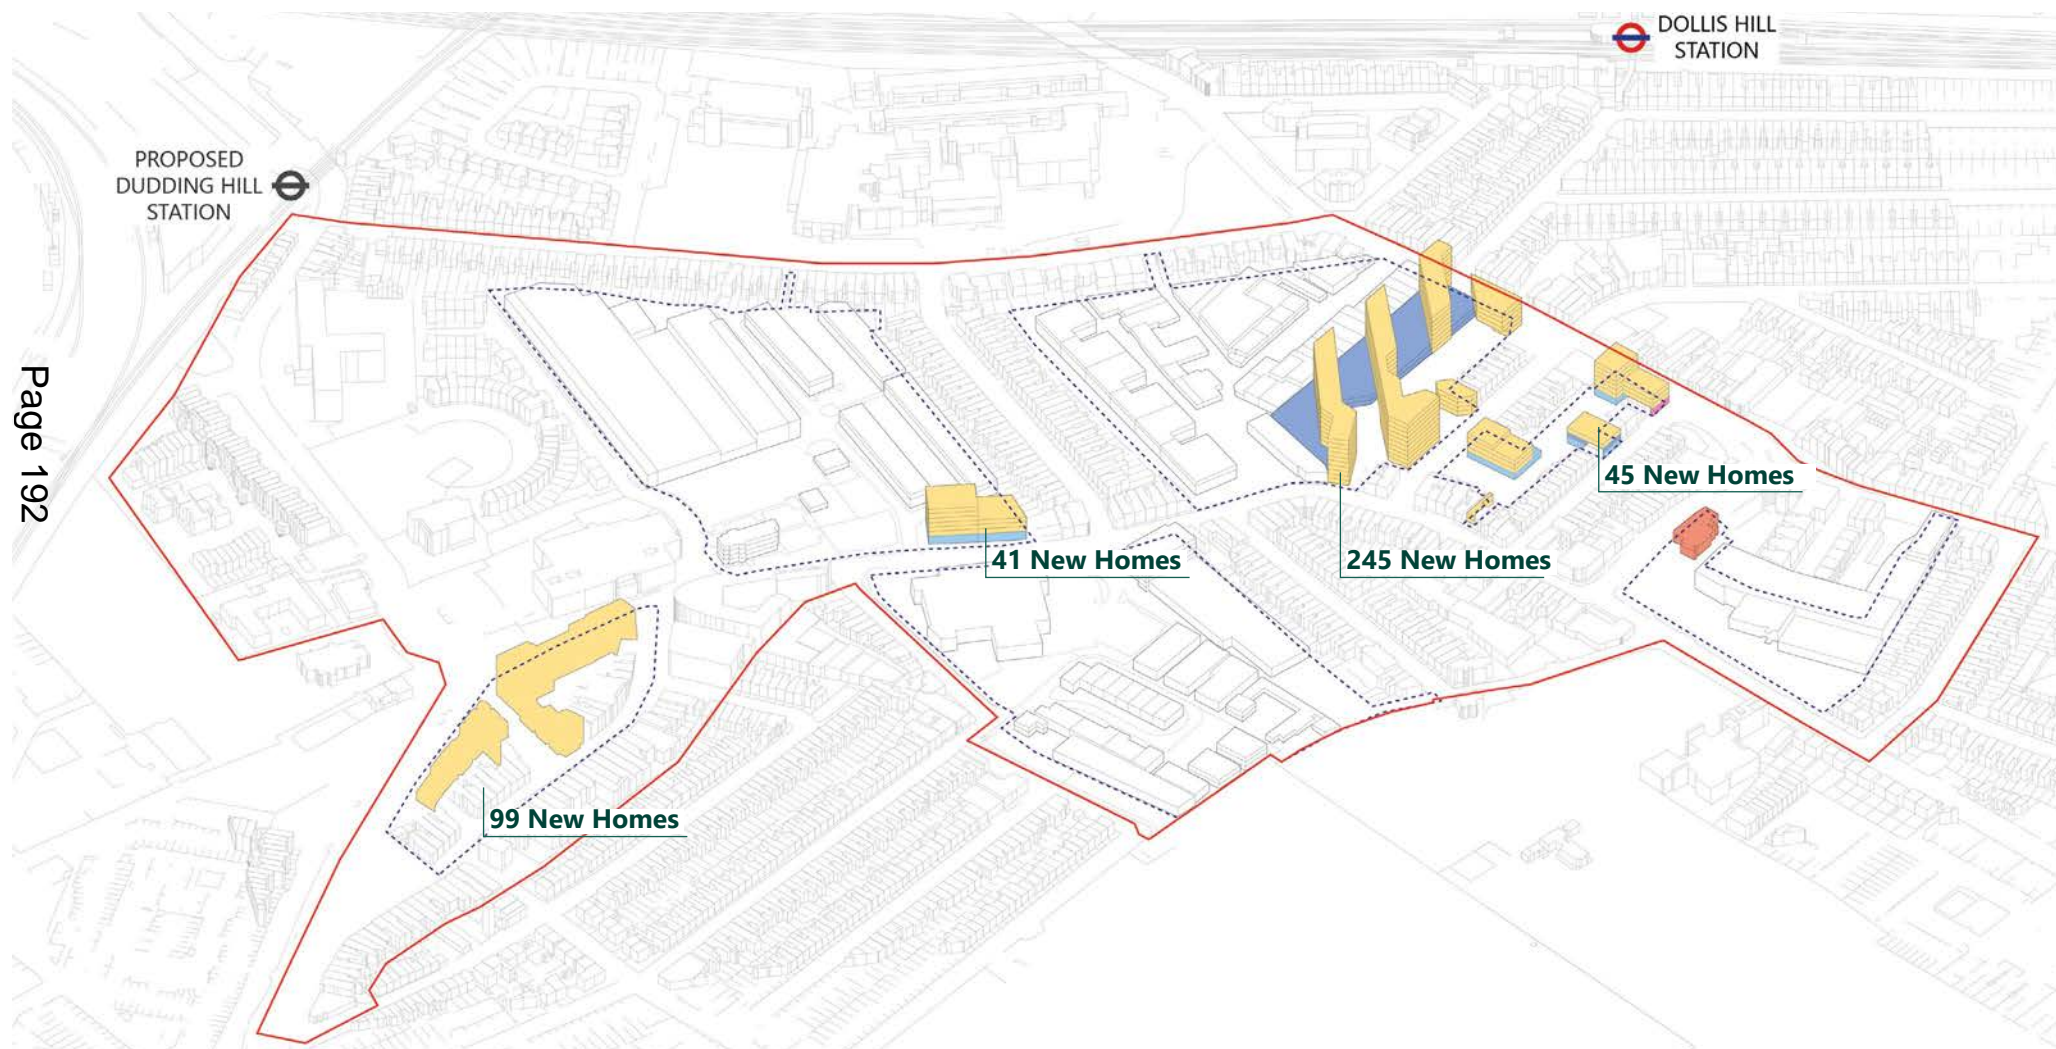 DOLLIS HILL
STATION
PROPOSED
DUDDING HILL
STATION
Page 192
45 New Homes
41 New Homes
245 New Homes
99 New Homes